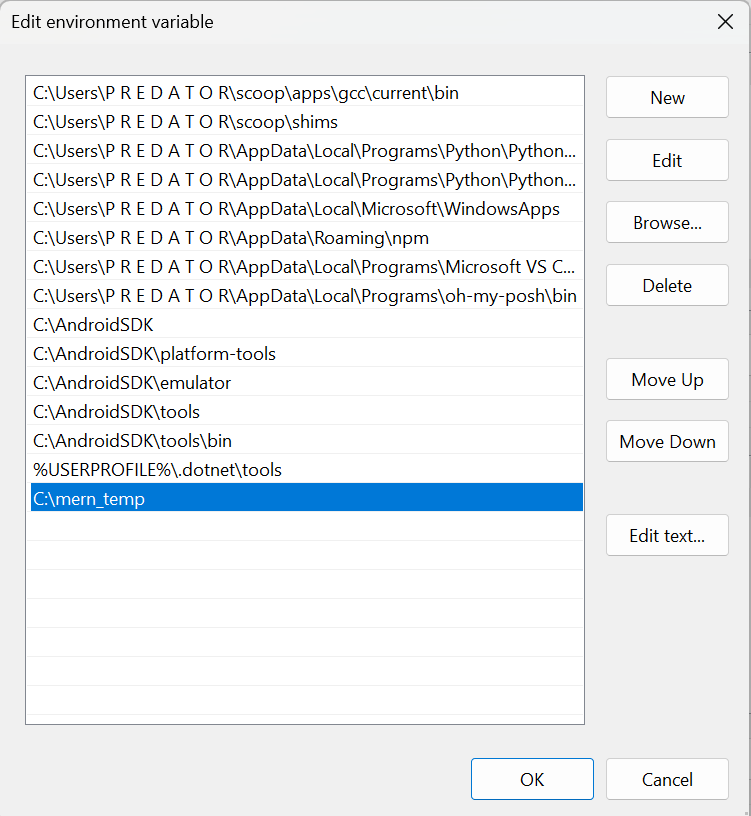 Edit environment variable
C:\Users\P R E D A T O R\scoop\apps\gcc\current\bin
New
C:\Users\P R E D A T O R\scoop\shims
C:\Users\P R E D A T O R\AppData\Local\Programs\Python\Python...
Edit
C:\Users\P R E D A T O R\AppData\Local\Programs\Python\Python...
C:\Users\P R E D A T O R\AppData\Local\Microsoft\WindowsApps
Browse...
C:\Users\P R E D A T O R\AppData\Roaming\npm
C:\Users\P R E D A T O R\AppData\Local\Programs\Microsoft VS C...
Delete
C:\Users\P R E D A T O R\AppData\Local\Programs\oh-my-posh\bin
C:\AndroidSDK
C:\AndroidSDK\platform-tools
Move Up
C:\AndroidSDK\emulator
C:\AndroidSDK\tools
C:\AndroidSDK\tools\bin
Move Down
%USERPROFILE%\.dotnet\tools
C:\mern_temp
Edit text...
OK
Cancel